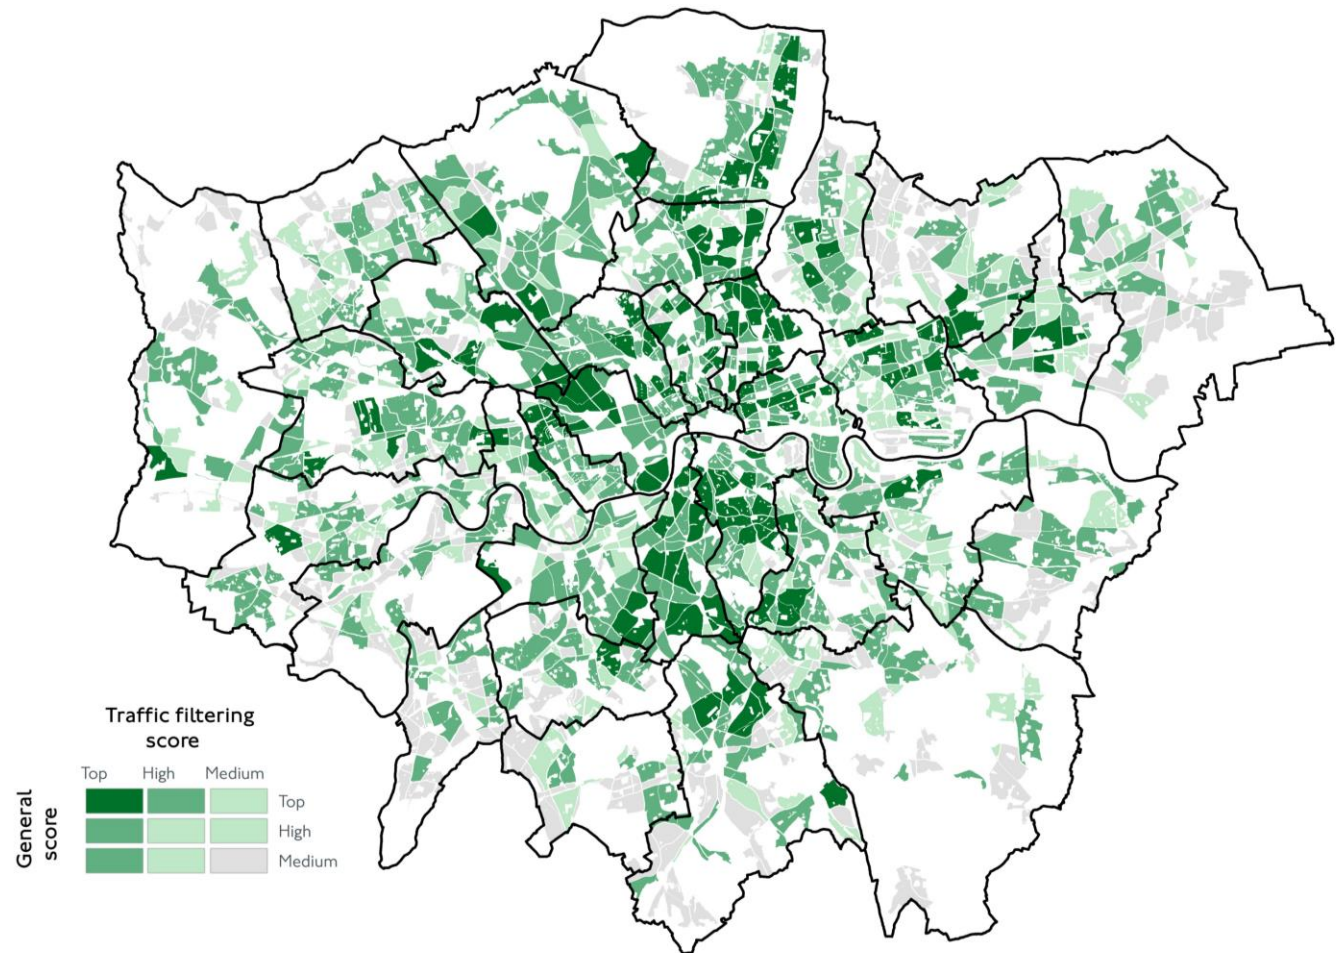 Traffic filtering
score
Top High Medium
Top
High
Medium
General
score